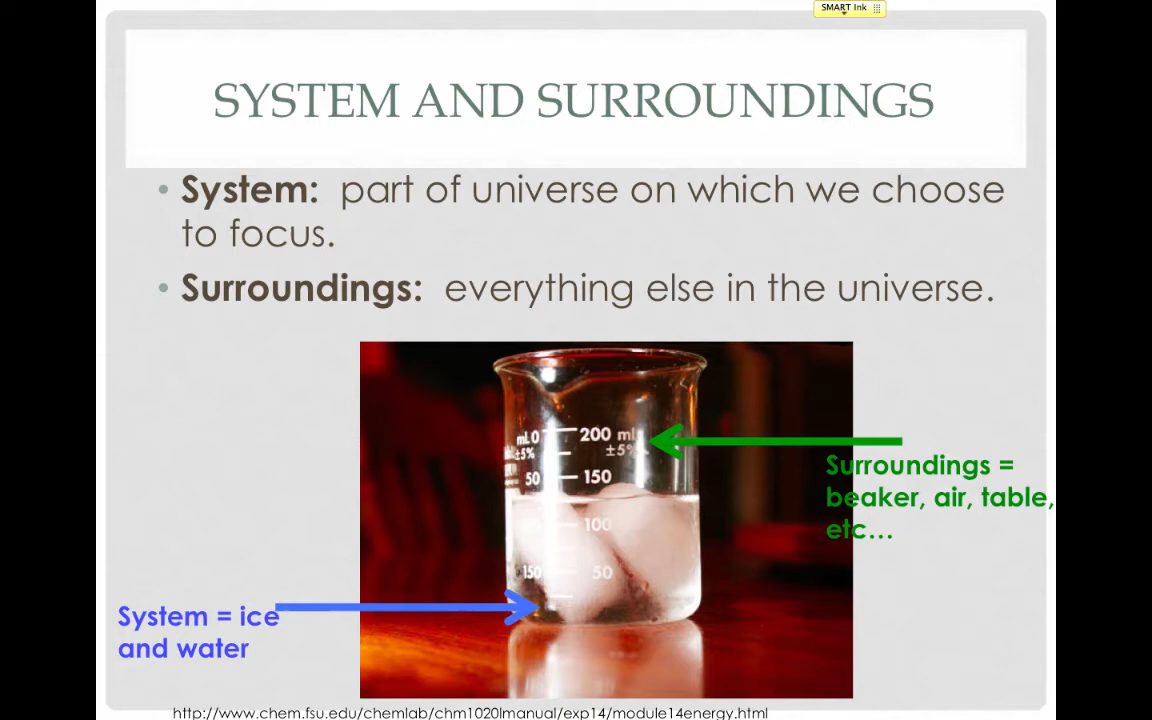 SMART Ink
SYSTEM AND SURROUNDINGS
• System: part of universe on which we choose
to focus.
• Surroundings: everything else in the universe.
mL 0
200 ml
±5%
±5%
50
150
100
150
50
Surroundings =
beaker, air, table,
etc...
System = ice
and water
http://www.chem.fsu.edu/chemlab/chm1020lmanual/exp14/module14energy.html